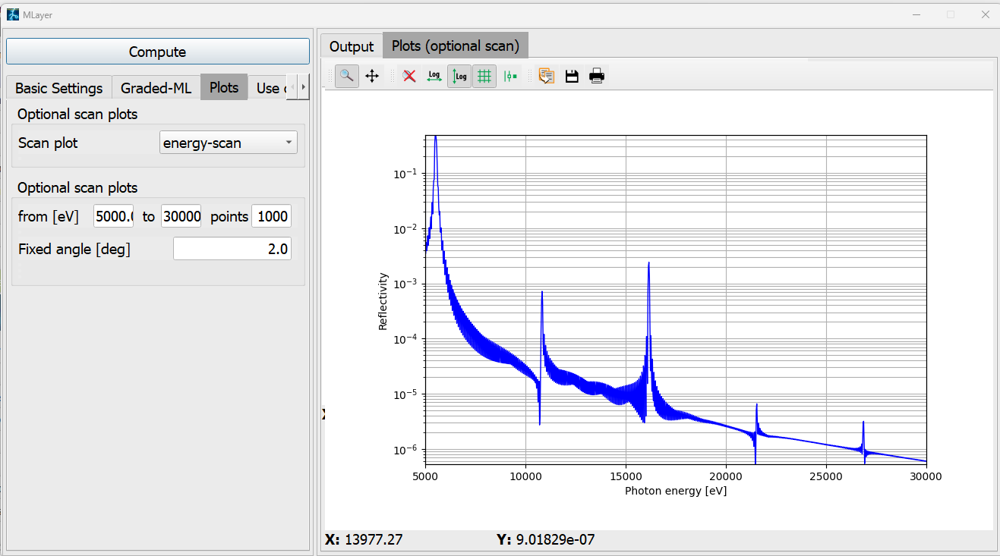 MLayer
Compute
Basic Settings Graded-ML Plots Use
Optional scan plots
Scan plot energy-scan
Optional scan plots
from [eV] 5000.0 to 30000 points 1000
Fixed angle [deg] 2.0
Output Plots (optional scan)
Log Log
Reflectivity
10⁻¹
10⁻²
10⁻³
10⁻⁴
10⁻⁵
10⁻⁶
5000 10000 15000 20000 25000 30000
Photon energy [eV]
X: 13977.27 Y: 9.01829e-07